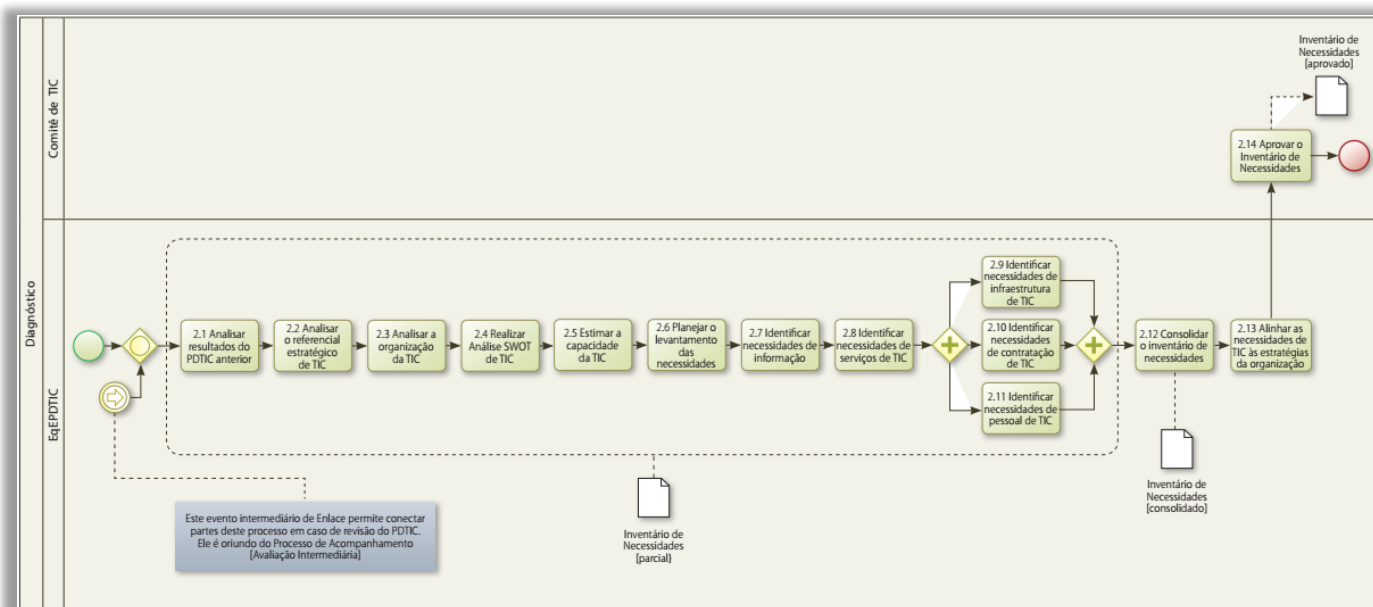 Diagnóstico
Comitê de TIC
Inventário de
Necessidades
[aprovado]
2.14 Aprovar o
Inventário de
Necessidades
EqEPDTIC
2.1 Analisar
resultados do
PDTIC anterior
2.2 Analisar
o referencial
estratégico
de TIC
2.3 Analisar a
organização
da TIC
2.4 Realizar
Análise SWOT
de TIC
2.5 Estimar a
capacidade
da TIC
2.6 Planejar o
levantamento
das
necessidades
2.7 Identificar
necessidades
de informação
2.8 Identificar
necessidades de
serviços de TIC
2.9 Identificar
necessidades de
infraestrutura
de TIC
2.10 Identificar
necessidades
de contratação
de TIC
2.11 Identificar
necessidades de
pessoal de TIC
2.12 Consolidar
o inventário de
necessidades
2.13 Alinhar as
necessidades de
TIC às estratégias
da organização
Este evento intermediário de Enlace permite conectar
partes deste processo em caso de revisão do PDTIC.
Ele é oriundo do Processo de Acompanhamento
[Avaliação Intermediária]
Inventário de
Necessidades
[parcial}
Inventário de
Necessidades
[consolidado]